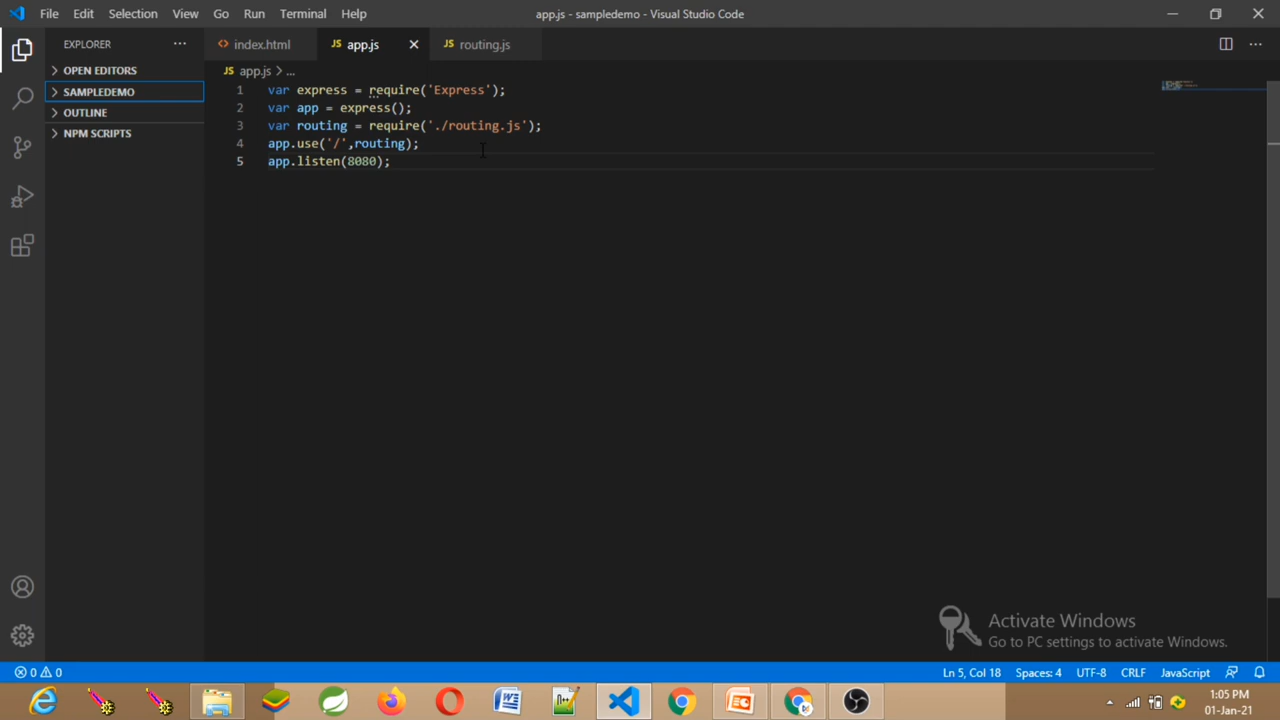 File Edit Selection View Go Run Terminal Help app.js - sampledemo - Visual Studio Code
EXPLORER ··· <> index.html JS app.js × JS routing.js ···
OPEN EDITORS
SAMPLEDEMO
OUTLINE
NPM SCRIPTS
JS app.js > ...
1 var express = require('Express');
2 var app = express();
3 var routing = require('./routing.js');
4 app.use('/',routing);
5 app.listen(8080);
Activate Windows
Go to PC settings to activate Windows.
0 0 Ln 5, Col 18 Spaces: 4 UTF-8 CRLF JavaScript
1:05 PM
01-Jan-21